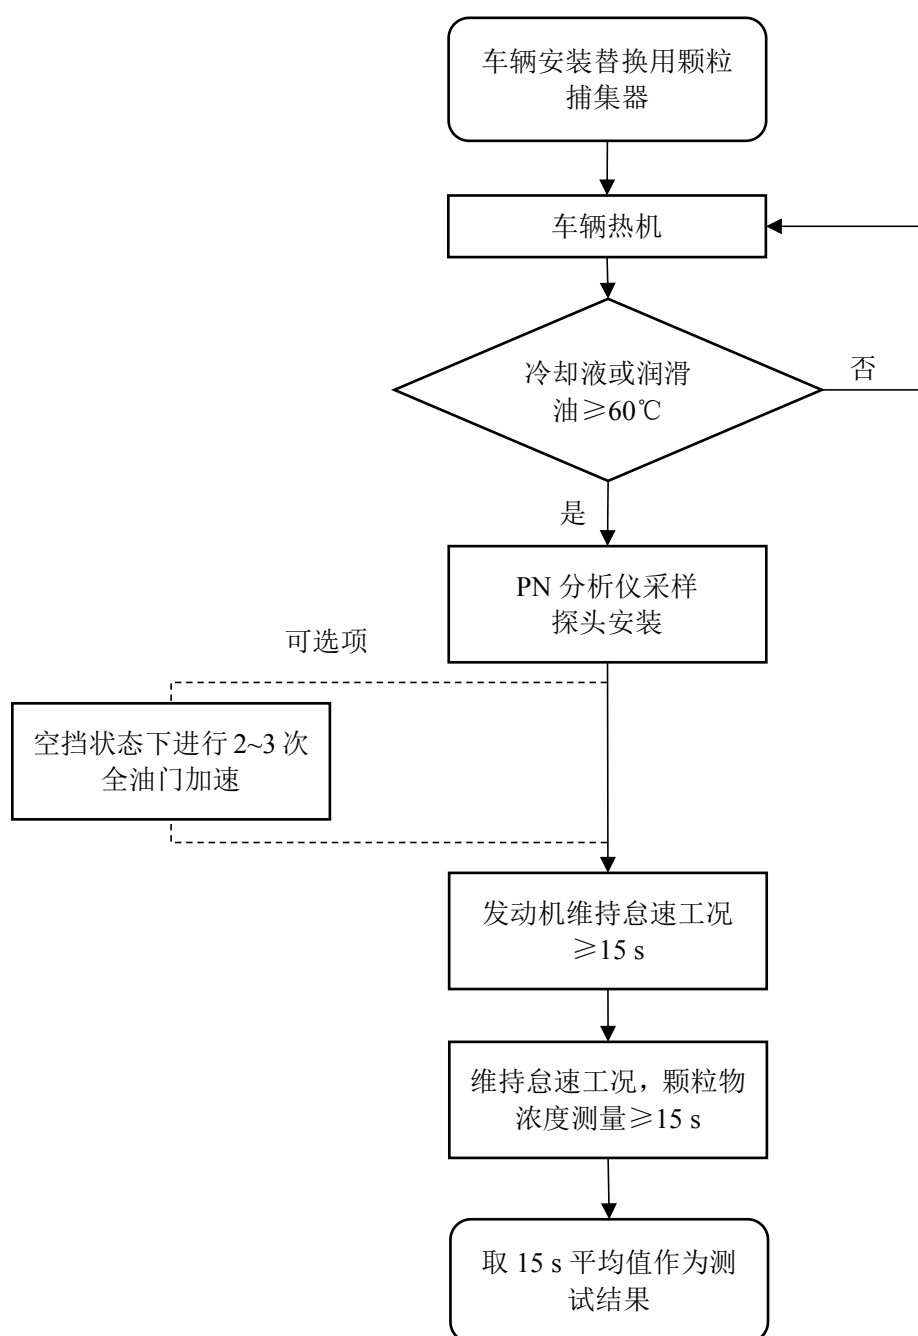 车辆安装替换用颗粒
捕集器
车辆热机
冷却液或润滑
油≥60℃
否
是
PN 分析仪采样
探头安装
可选项
空挡状态下进行 2~3 次
全油门加速
发动机维持怠速工况
≥15 s
维持怠速工况，颗粒物
浓度测量≥15 s
取 15 s 平均值作为测
试结果